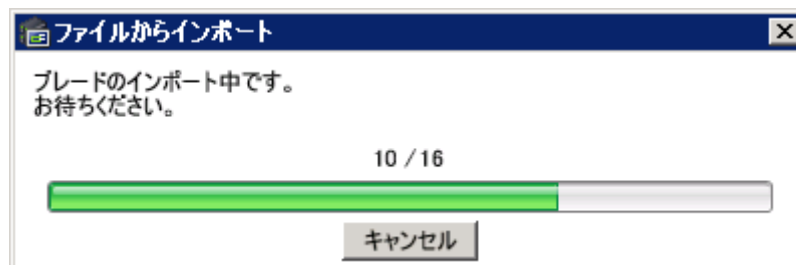 ファイルからインポート
ブレードのインポート中です。
お待ちください。
10 / 16
キャンセル